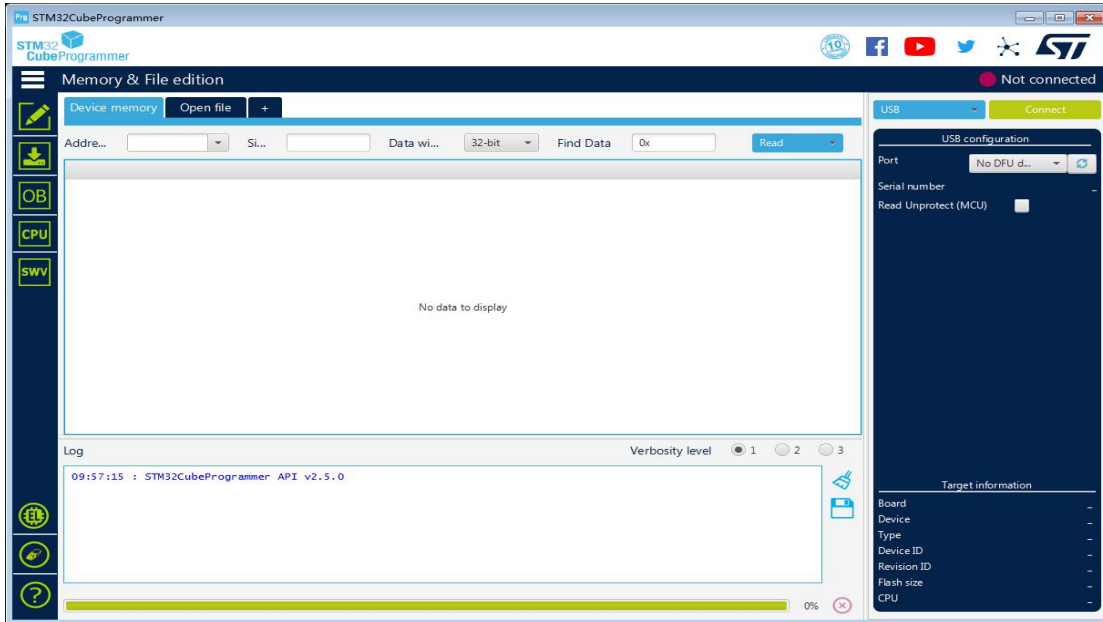 Prg STM32CubeProgrammer
STM32
CubeProgrammer
10
Memory & File edition
Not connected
Device memory Open file +
USB Connect
Addre... Si... Data wi... 32-bit Find Data 0x Read
USB configuration
Port No DFU d...
Serial number _
Read Unprotect (MCU)
OB
CPU
SWV
No data to display
Log Verbosity level 1 2 3
09:57:15 : STM32CubeProgrammer API v2.5.0
Target information
Board _
Device _
Type _
Device ID _
Revision ID _
Flash size _
CPU _
EL
?
0%